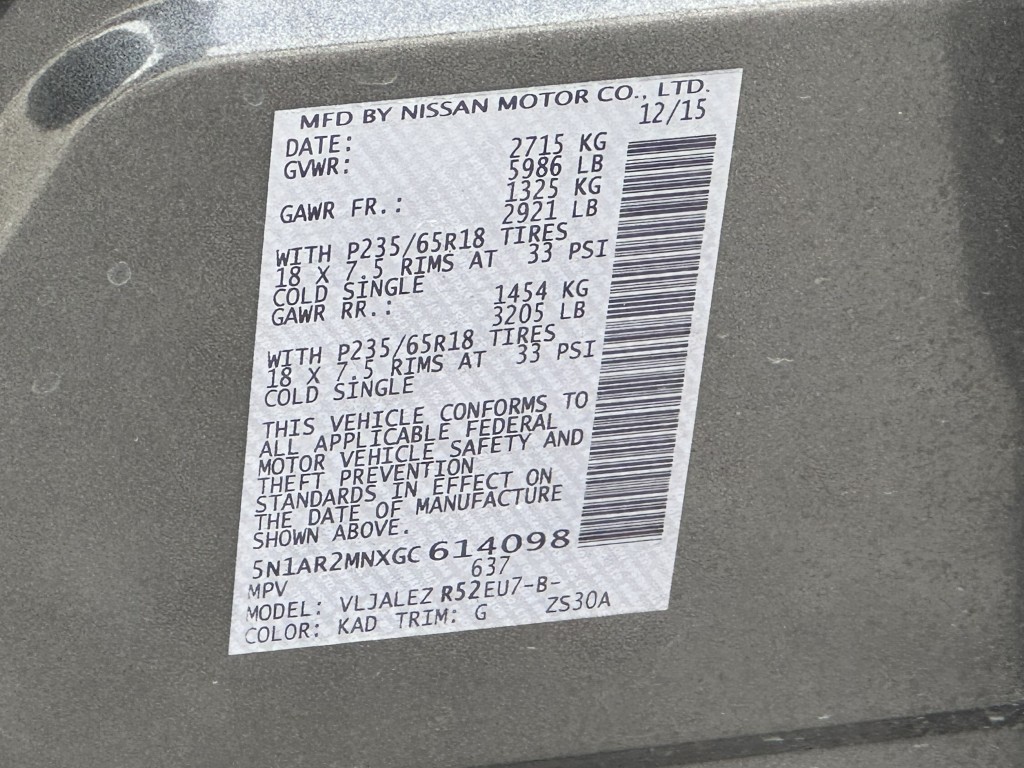 MFD BY NISSAN MOTOR CO., LTD.
DATE: 12/15
GVWR: 2715 KG
5986 LB
GAWR FR.: 1325 KG
2921 LB
WITH P235/65R18 TIRES
18 X 7.5 RIMS AT 33 PSI
COLD SINGLE
GAWR RR.: 1454 KG
3205 LB
WITH P235/65R18 TIRES
18 X 7.5 RIMS AT 33 PSI
COLD SINGLE
THIS VEHICLE CONFORMS TO
ALL APPLICABLE FEDERAL
MOTOR VEHICLE SAFETY AND
THEFT PREVENTION
STANDARDS IN EFFECT ON
THE DATE OF MANUFACTURE
SHOWN ABOVE.
5N1AR2MNXGC 614098
MPV 637
MODEL: VLJALEZ R52EU7-B-
COLOR: KAD TRIM: G ZS30A